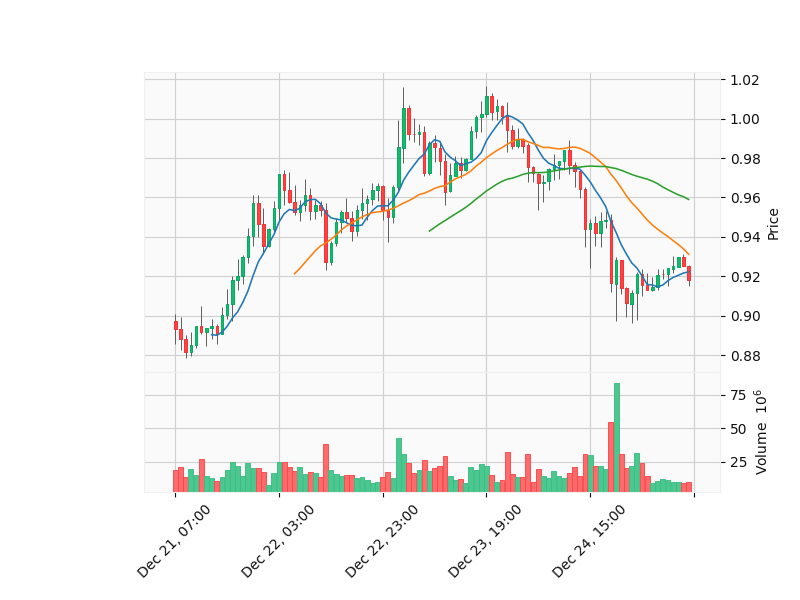 1.02
1.00
0.98
0.96
0.94
0.92
0.90
0.88
Price
75
50
25
Volume 10⁶
Dec 21, 07:00
Dec 22, 03:00
Dec 22, 23:00
Dec 23, 19:00
Dec 24, 15:00